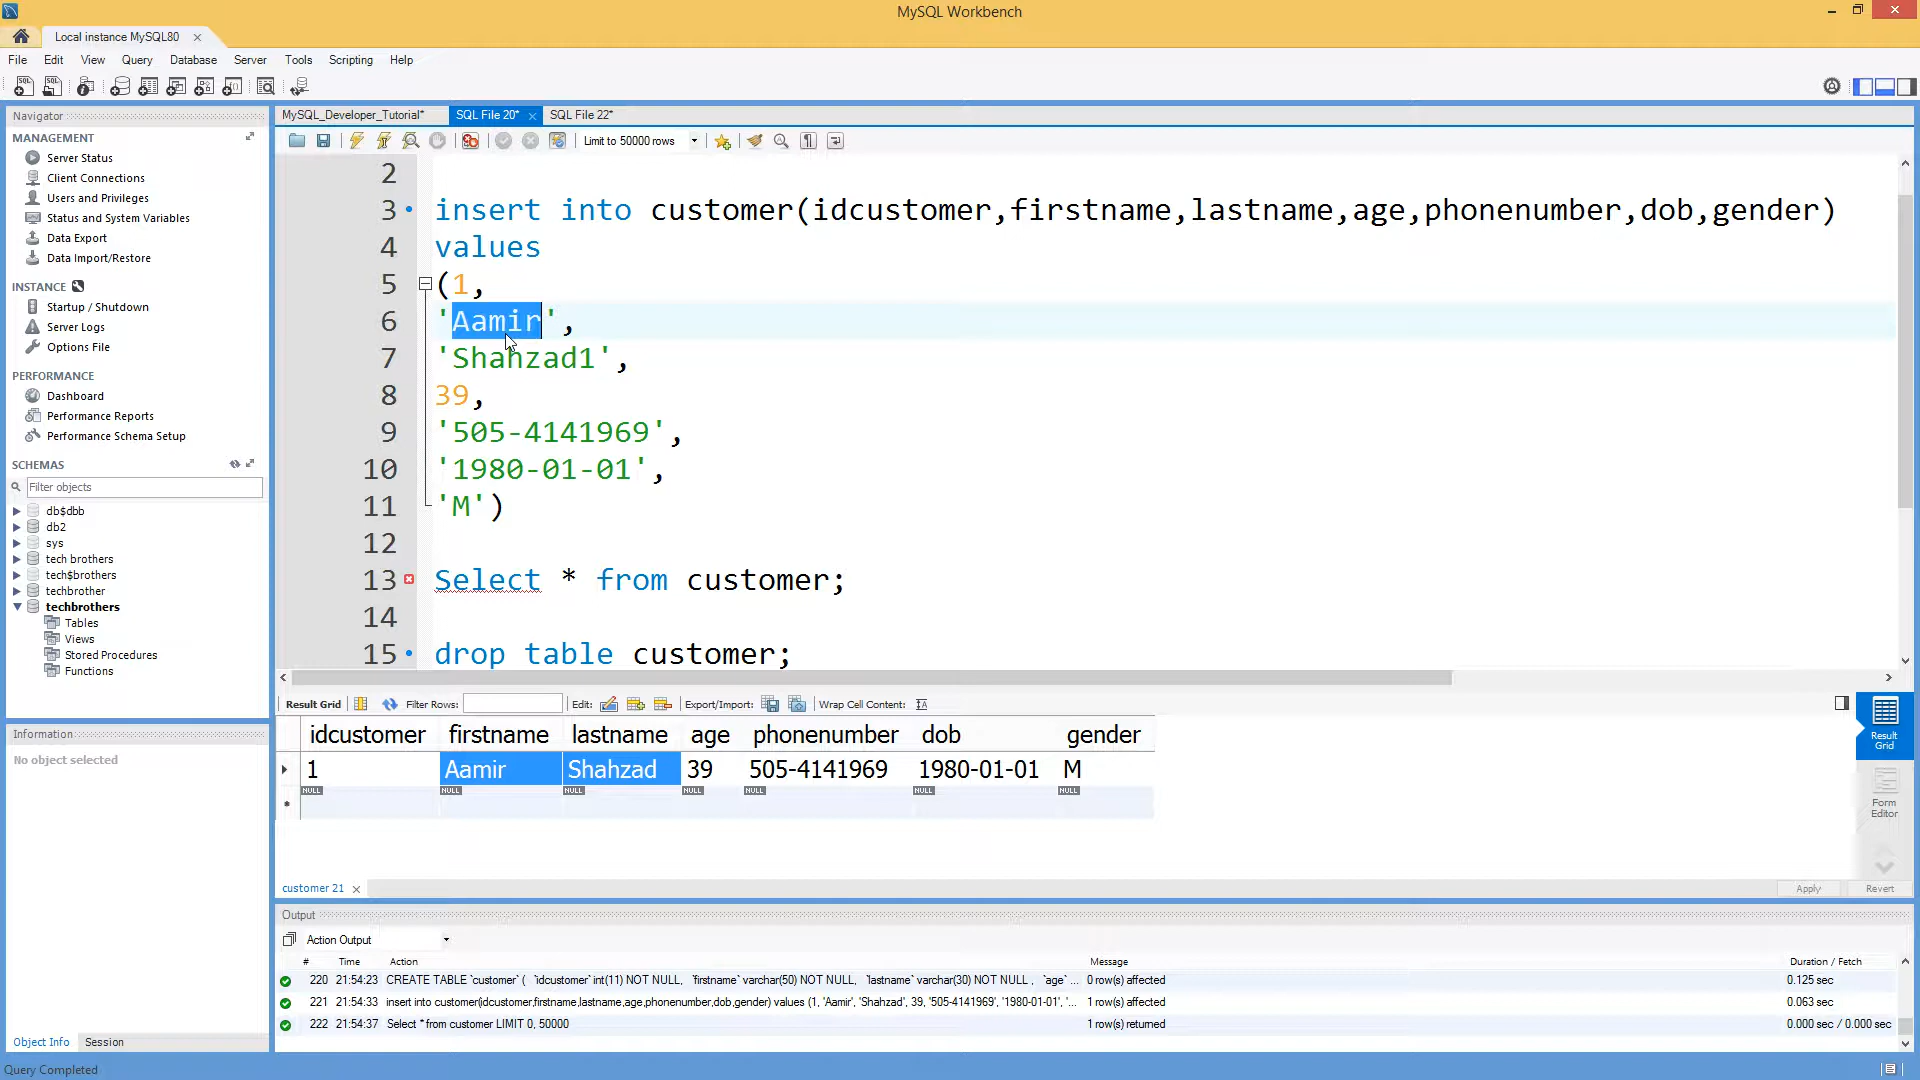 MySQL Workbench
Local instance MySQL80
File Edit View Query Database Server Tools Scripting Help
Navigator
MANAGEMENT
Server Status
Client Connections
Users and Privileges
Status and System Variables
Data Export
Data Import/Restore
INSTANCE
Startup / Shutdown
Server Logs
Options File
PERFORMANCE
Dashboard
Performance Reports
Performance Schema Setup
SCHEMAS
Filter objects
db$dbb
db2
sys
tech brothers
tech$brothers
techbrother
techbrothers
Tables
Views
Stored Procedures
Functions
Information
No object selected
Object Info Session
Query Completed
MySQL_Developer_Tutorial* SQL File 20* SQL File 22*
Limit to 50000 rows
2
3 insert into customer(idcustomer,firstname,lastname,age,phonenumber,dob,gender)
4 values
5 (1,
6 'Aamir',
7 'Shahzad1',
8 39,
9 '505-4141969',
10 '1980-01-01',
11 'M')
12
13 Select * from customer;
14
15 drop table customer;
Result Grid Filter Rows: Edit: Export/Import: Wrap Cell Content:
idcustomer firstname lastname age phonenumber dob gender
1 Aamir Shahzad 39 505-4141969 1980-01-01 M
NULL NULL NULL NULL NULL NULL NULL
Result Grid
Form Editor
customer 21
Apply Revert
Output
Action Output
# Time Action Message Duration / Fetch
220 21:54:23 CREATE TABLE `customer` ( `idcustomer` int(11) NOT NULL, `firstname` varchar(50) NOT NULL, `lastname` varchar(30) NOT NULL , `age` ... 0 row(s) affected 0.125 sec
221 21:54:33 insert into customer(idcustomer,firstname,lastname,age,phonenumber,dob,gender) values (1, 'Aamir', 'Shahzad', 39, '505-4141969', '1980-01-01', '... 1 row(s) affected 0.063 sec
222 21:54:37 Select * from customer LIMIT 0, 50000 1 row(s) returned 0.000 sec / 0.000 sec